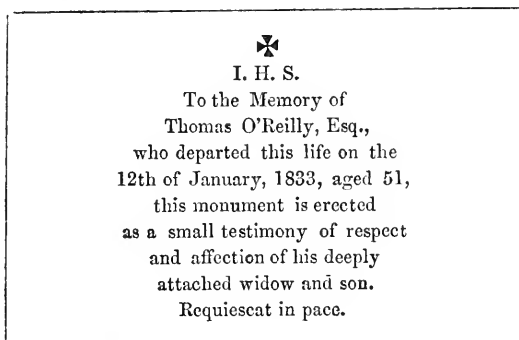 ✠
I. H. S.
To the Memory of
Thomas O'Reilly, Esq.,
who departed this life on the
12th of January, 1833, aged 51,
this monument is erected
as a small testimony of respect
and affection of his deeply
attached widow and son.
Requiescat in pace.